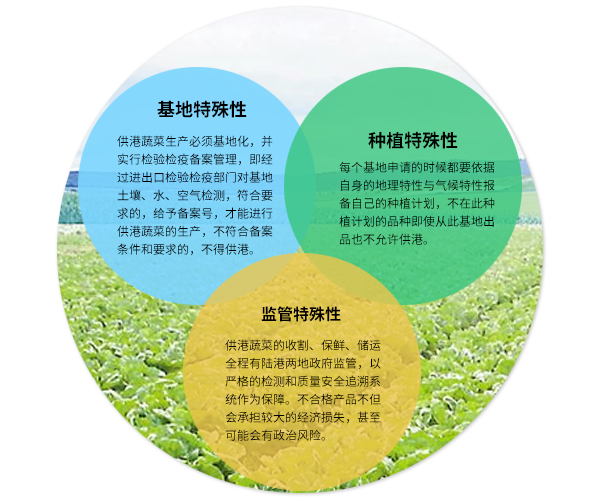 基地特殊性
供港蔬菜生产必须基地化，并
实行检验检疫备案管理，即经
过进出口检验检疫部门对基地
土壤、水、空气检测，符合要
求的，给予备案号，才能进行
供港蔬菜的生产，不符合备案
条件和要求的，不得供港。
种植特殊性
每个基地申请的时候都要依据
自身的地理特性与气候特性报
备自己的种植计划，不在此种
植计划的品种即使从此基地出
品也不允许供港。
监管特殊性
供港蔬菜的收割、保鲜、储运
全程有陆港两地政府监管，以
严格的检测和质量安全追溯系
统作为保障。不合格产品不但
会承担较大的经济损失，甚至
可能会有政治风险。